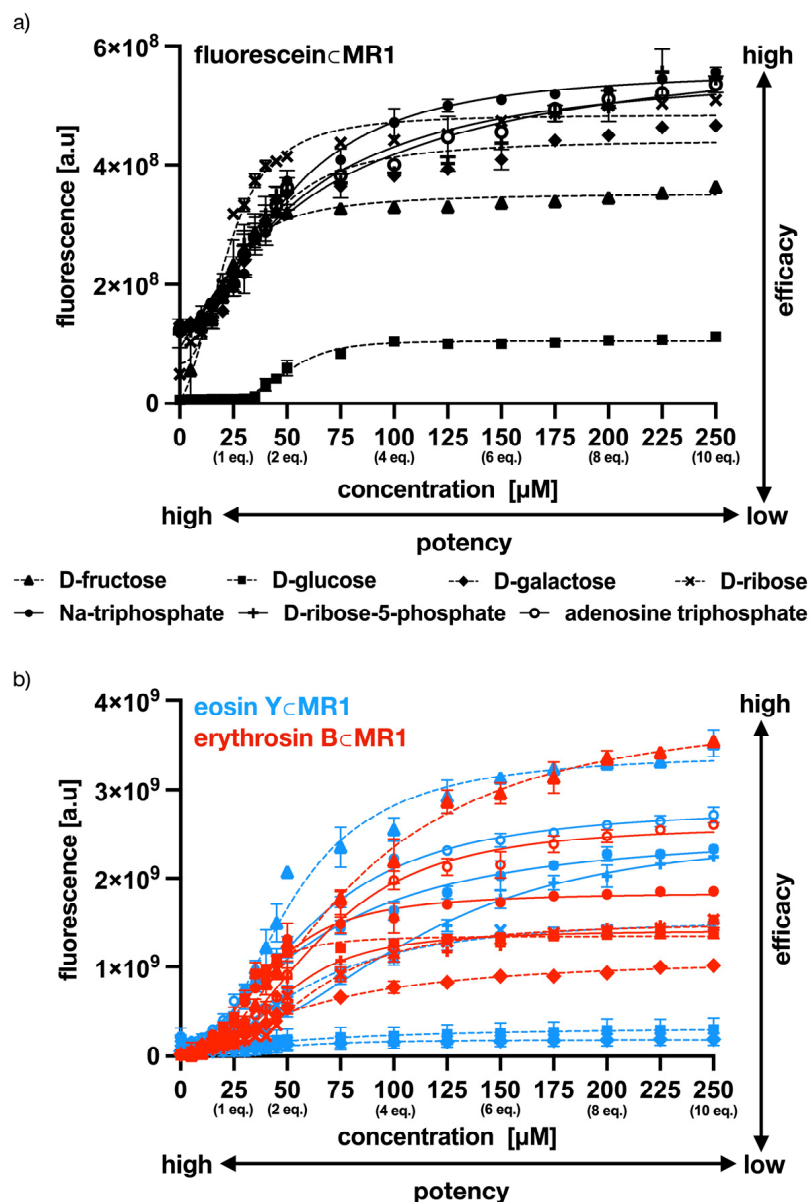 a)
6×10⁸
fluorescein⊂MR1
high
4×10⁸
fluorescence [a.u]
2×10⁸
efficacy
0
0 25 50 75 100 125 150 175 200 225 250
(1 eq.) (2 eq.) (4 eq.) (6 eq.) (8 eq.) (10 eq.)
concentration [µM]
high low
potency
D-fructose D-glucose D-galactose D-ribose
Na-triphosphate D-ribose-5-phosphate adenosine triphosphate
b)
4×10⁹
eosin Y⊂MR1
high
erythrosin B⊂MR1
3×10⁹
fluorescence [a.u]
2×10⁹
efficacy
1×10⁹
0
0 25 50 75 100 125 150 175 200 225 250
(1 eq.) (2 eq.) (4 eq.) (6 eq.) (8 eq.) (10 eq.)
concentration [µM]
high low
potency